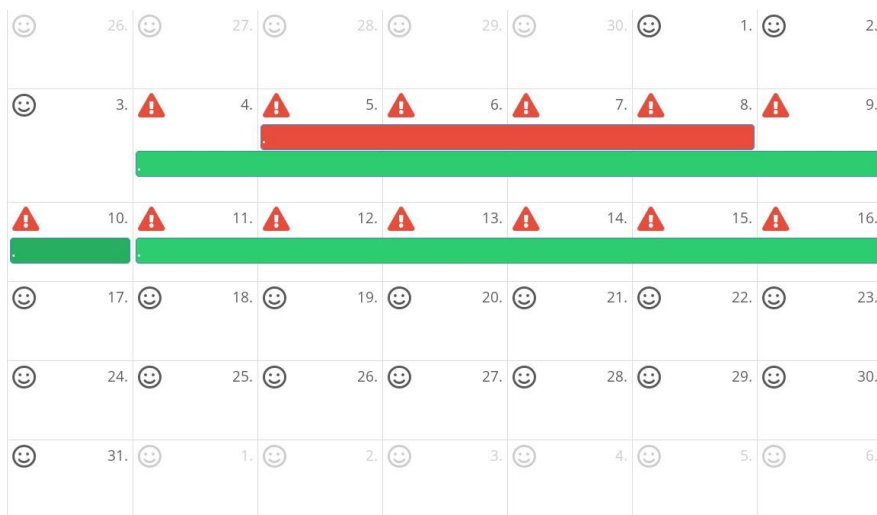 26. 27. 28. 29. 30. 1. 2.
3. 4. 5. 6. 7. 8. 9.
10. 11. 12. 13. 14. 15. 16.
17. 18. 19. 20. 21. 22. 23.
24. 25. 26. 27. 28. 29. 30.
31. 1. 2. 3. 4. 5. 6.